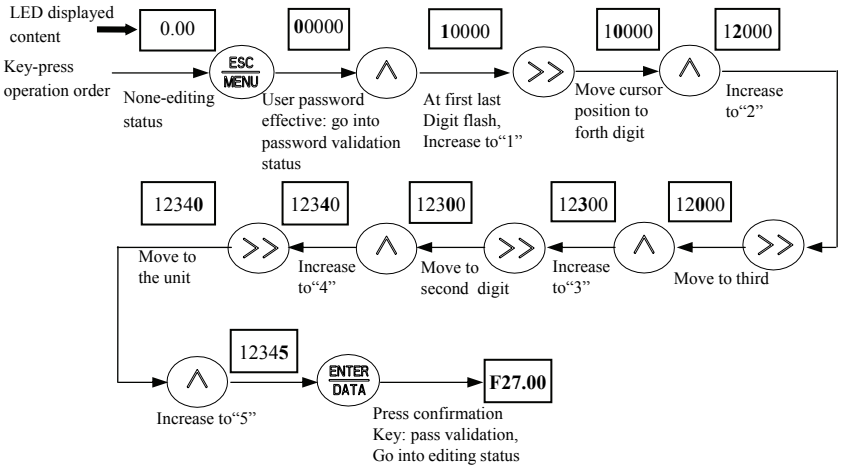 LED displayed
content
0.00
00000
10000
10000
12000
Key-press
operation order
ESC
MENU
∧
>>
∧
None-editing
status
User password
effective: go into
password validation
status
At first last
Digit flash,
Increase to“1”
Move cursor
position to
forth digit
Increase
to“2”
12340
12340
12300
12300
12000
>>
∧
>>
∧
>>
Move to
the unit
Increase
to“4”
Move to
second digit
Increase
to“3”
Move to third
12345
∧
ENTER
DATA
F27.00
Increase to“5”
Press confirmation
Key: pass validation,
Go into editing status